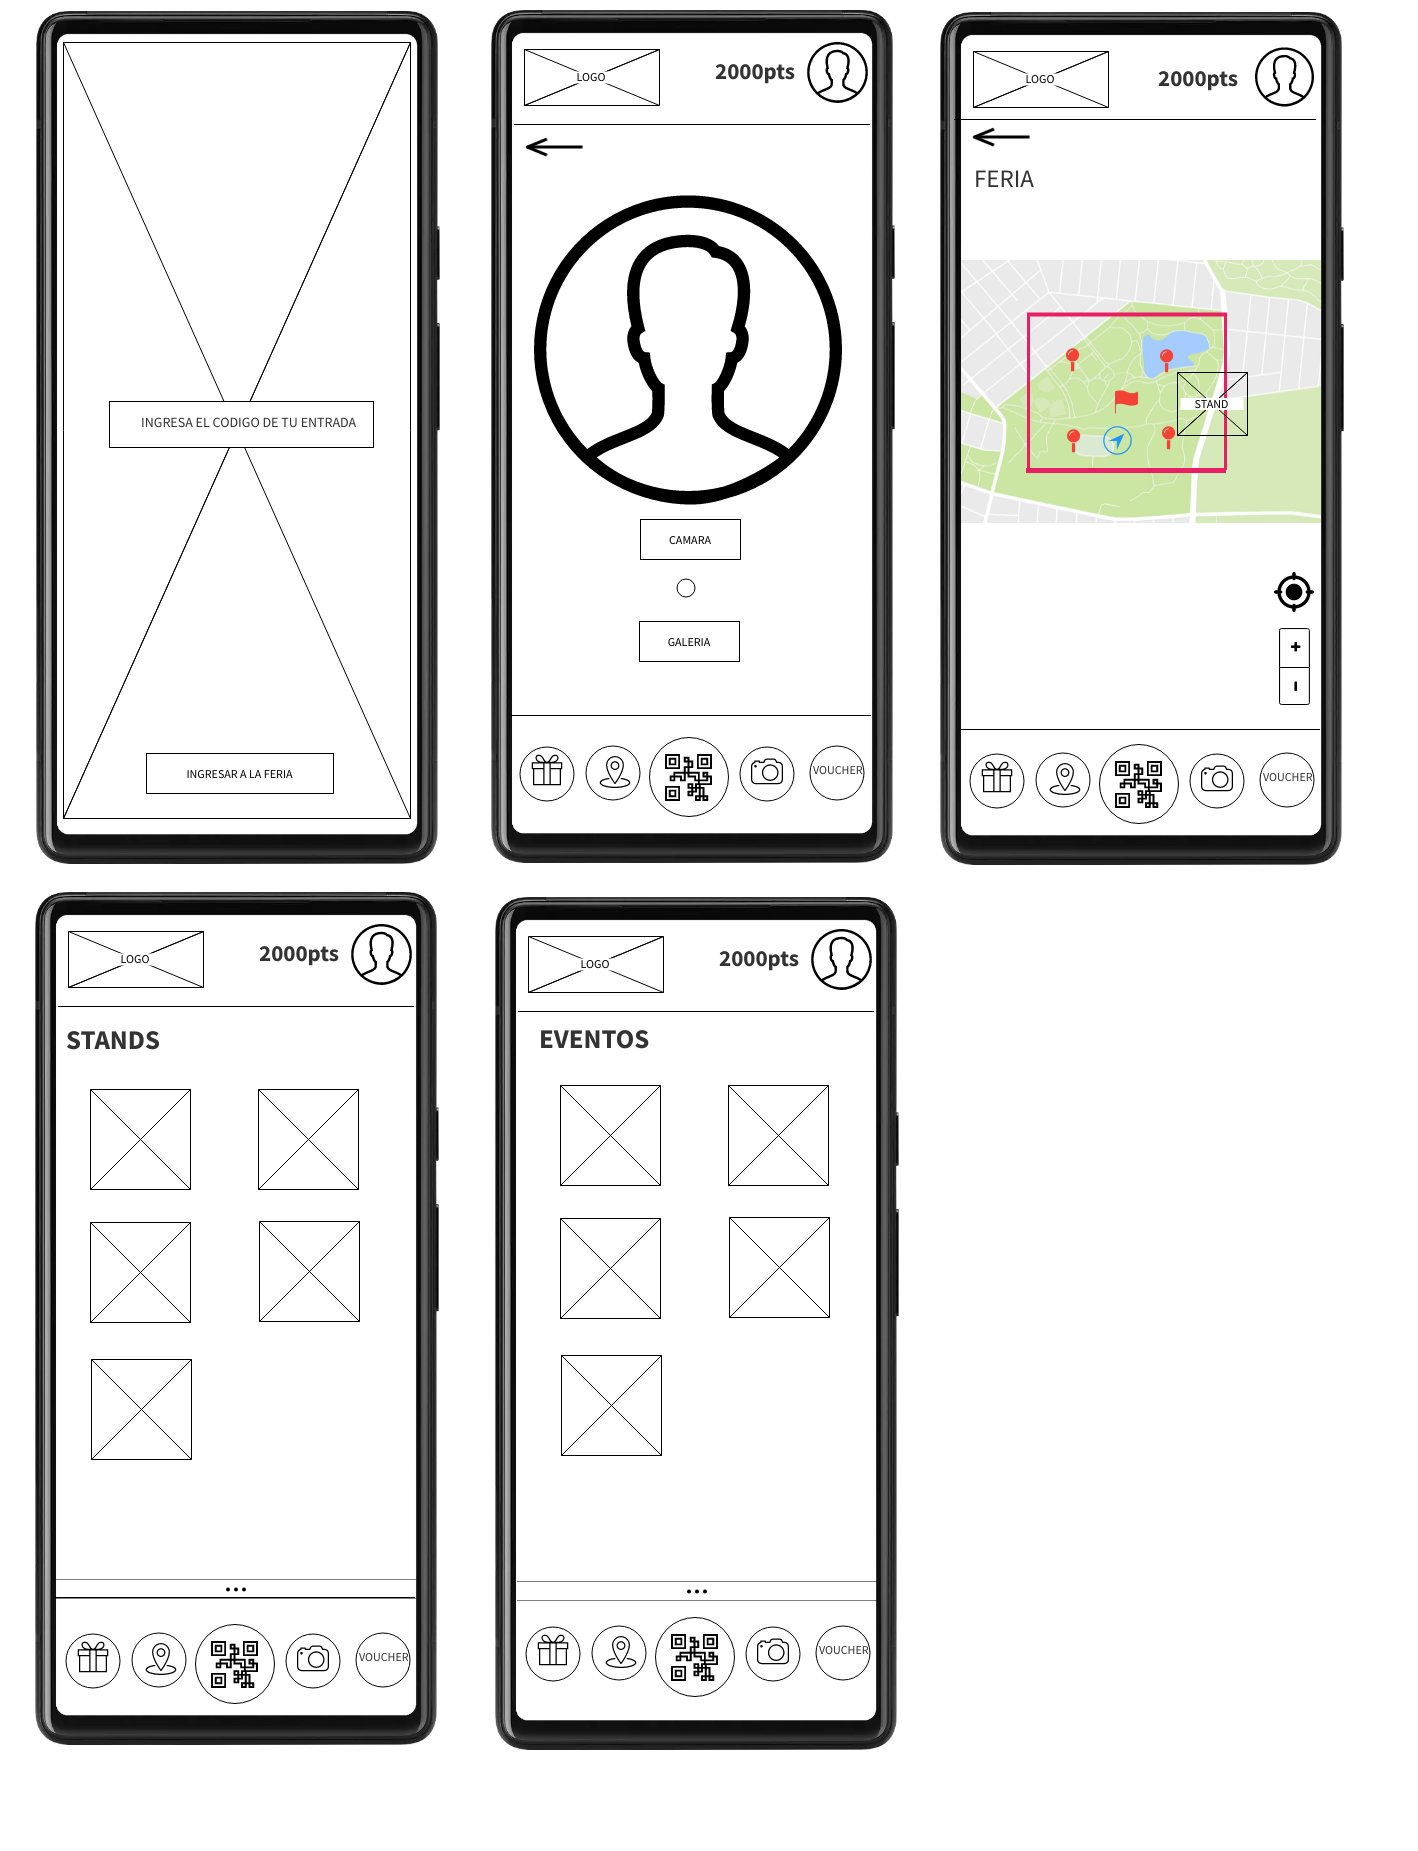 INGRESA EL CODIGO DE TU ENTRADA
INGRESAR A LA FERIA
LOGO
2000pts
CAMARA
GALERIA
VOUCHER
LOGO
2000pts
FERIA
STAND
+
-
VOUCHER
LOGO
2000pts
STANDS
...
VOUCHER
LOGO
2000pts
EVENTOS
...
VOUCHER